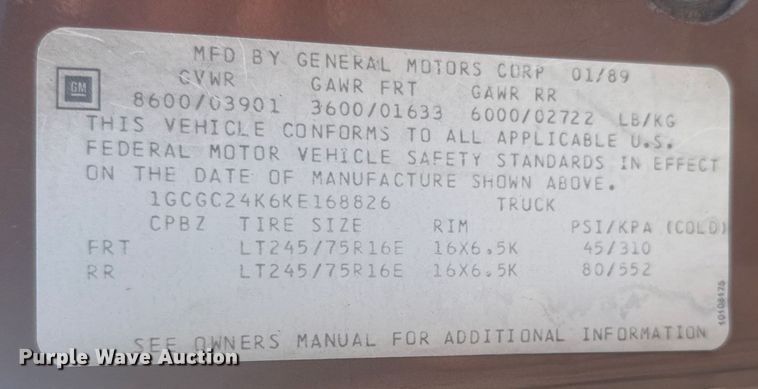 MFD BY GENERAL MOTORS CORP 01/89
GM
GVWR GAWR FRT GAWR RR
8600/03901 3600/01633 6000/02722 LB/KG
THIS VEHICLE CONFORMS TO ALL APPLICABLE U.S.
FEDERAL MOTOR VEHICLE SAFETY STANDARDS IN EFFECT
ON THE DATE OF MANUFACTURE SHOWN ABOVE.
1GCGC24K6KE168826 TRUCK
CPBZ TIRE SIZE RIM PSI/KPA (COLD)
FRT LT245/75R16E 16X6.5K 45/310
RR LT245/75R16E 16X6.5K 80/552
SEE OWNERS MANUAL FOR ADDITIONAL INFORMATION
Purple Wave Auction